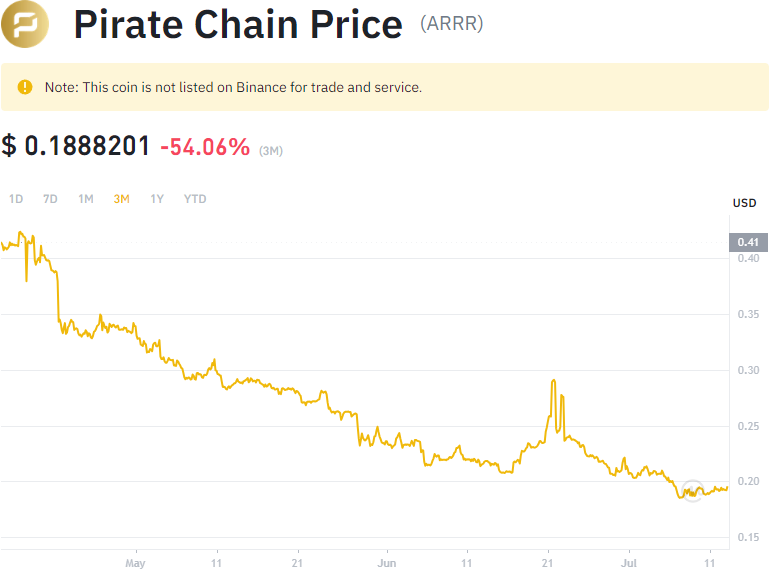 Pirate Chain Price (ARRR)
Note: This coin is not listed on Binance for trade and service.
$ 0.1888201 -54.06% (3M)
1D 7D 1M 3M 1Y YTD
USD
0.41
0.40
0.35
0.30
0.25
0.20
0.15
May 11 21 Jun 11 21 Jul 11